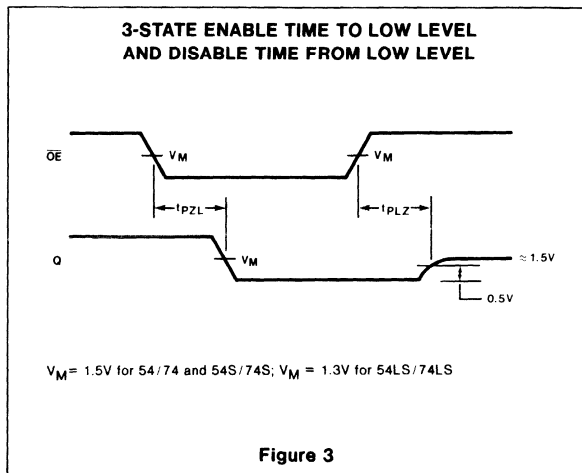 3-STATE ENABLE TIME TO LOW LEVEL
AND DISABLE TIME FROM LOW LEVEL
OE VM VM
tPZL tPLZ
Q VM ≈ 1.5V
0.5V
VM = 1.5V for 54/74 and 54S/74S; VM = 1.3V for 54LS/74LS
Figure 3